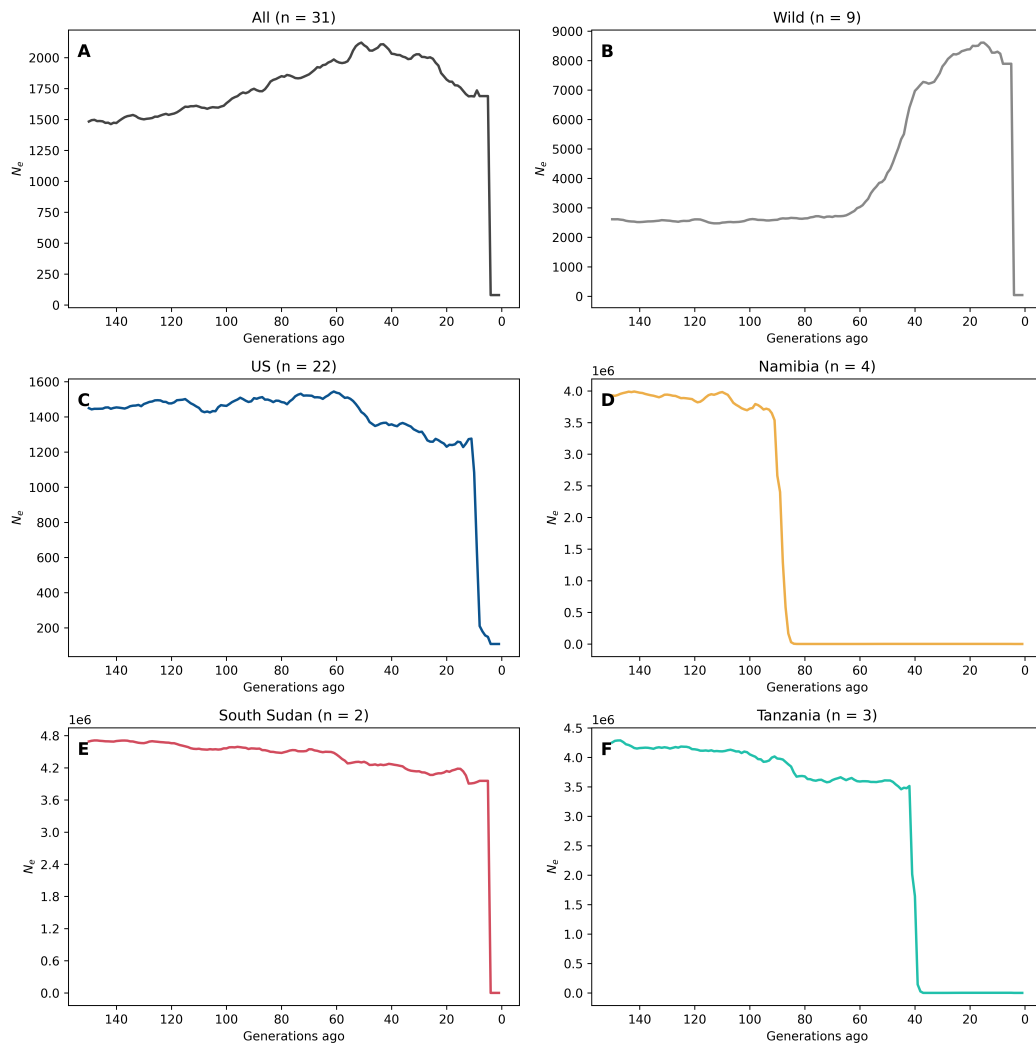 All (n = 31)
A
2000
1750
1500
1250
1000
750
500
250
0
Ne
140 120 100 80 60 40 20 0
Generations ago
Wild (n = 9)
B
9000
8000
7000
6000
5000
4000
3000
2000
1000
0
Ne
140 120 100 80 60 40 20 0
Generations ago
US (n = 22)
C
1600
1400
1200
1000
800
600
400
200
Ne
140 120 100 80 60 40 20 0
Generations ago
Namibia (n = 4)
1e6
D
4.0
3.5
3.0
2.5
2.0
1.5
1.0
0.5
0.0
Ne
140 120 100 80 60 40 20 0
Generations ago
South Sudan (n = 2)
1e6
E
4.8
4.2
3.6
3.0
2.4
1.8
1.2
0.6
0.0
Ne
140 120 100 80 60 40 20 0
Generations ago
Tanzania (n = 3)
1e6
F
4.5
4.0
3.5
3.0
2.5
2.0
1.5
1.0
0.5
0.0
Ne
140 120 100 80 60 40 20 0
Generations ago